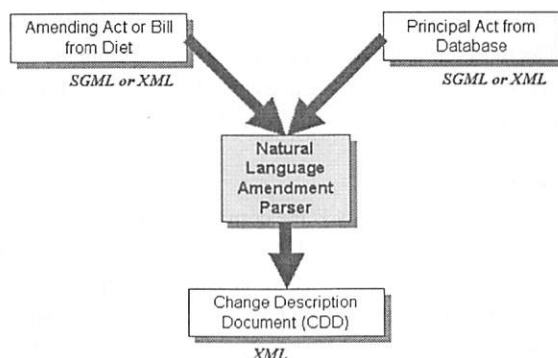 Amending Act or Bill
from Diet
SGML or XML
Principal Act from
Database
SGML or XML
Natural
Language
Amendment
Parser
Change Description
Document (CDD)
XML